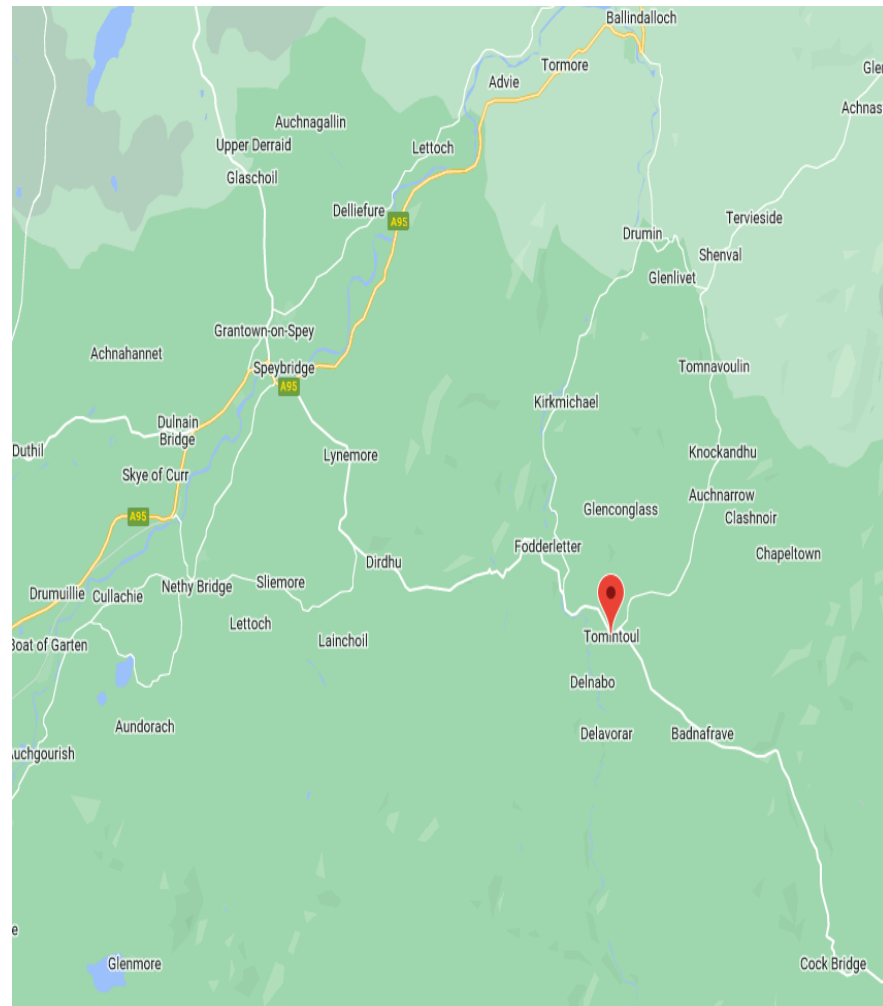 Ballindalloch
Tormore
Advie
Glen
Achnas
Auchnagallin
Upper Derraid
Lettoch
Glaschoil
Delliefure
A95
Tervieside
Drumin
Shenval
Glenlivet
Grantown-on-Spey
Achnahannet
Speybridge
Tomnavoulin
A95
Kirkmichael
Dulnain
Bridge
Duthil
Lynemore
Knockandhu
Skye of Curr
Auchnarrow
Glenconglass
Clashnoir
A95
Fodderletter
Chapeltown
Dirdhu
Sliemore
Nethy Bridge
Drumuillie
Cullachie
Lettoch
Tomintoul
Lainchoil
Boat of Garten
Delnabo
Aundorach
Delavorar
Badnafrave
Auchgourish
e
Glenmore
Cock Bridge